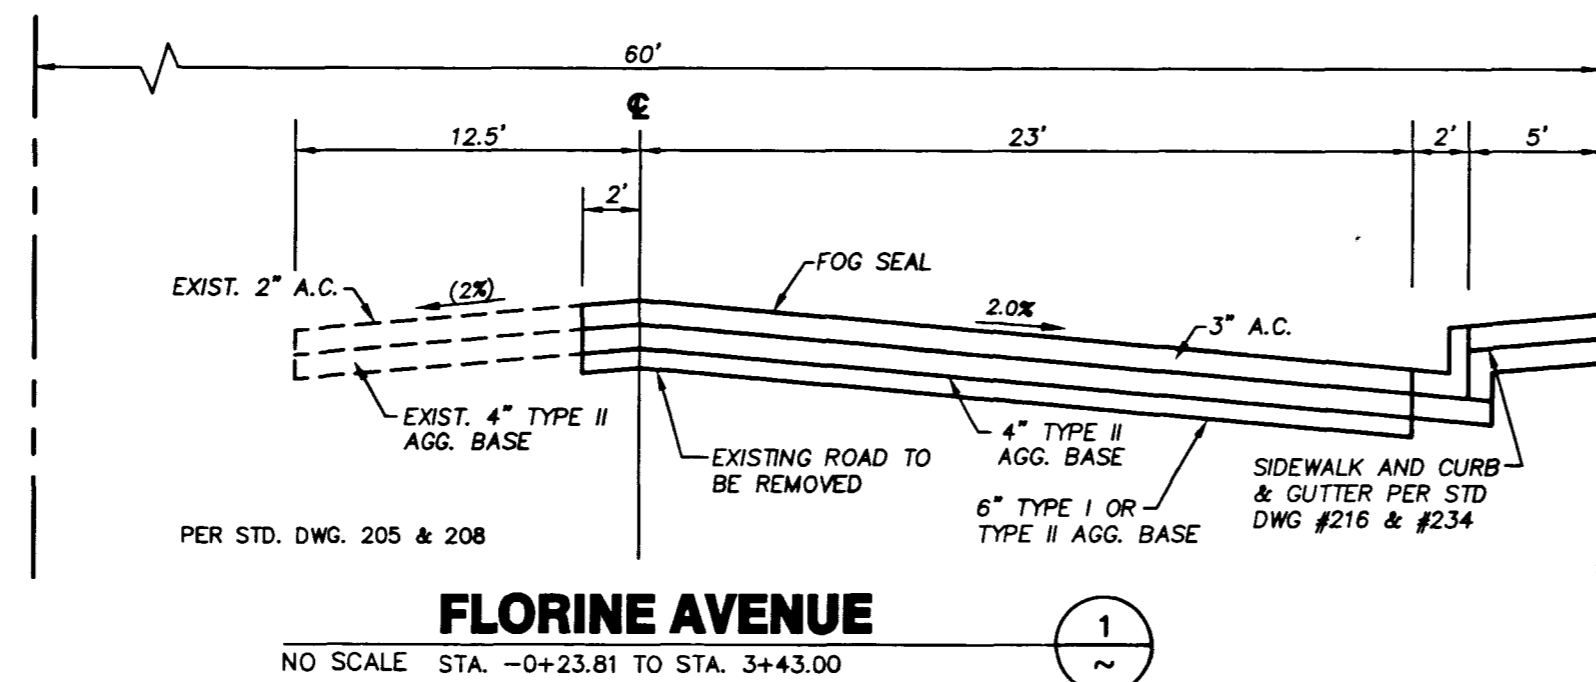 60'
℄
12.5'
23'
2'
5'
2'
FOG SEAL
EXIST. 2" A.C.
(2%)
2.0%
3" A.C.
EXIST. 4" TYPE II
AGG. BASE
EXISTING ROAD TO
BE REMOVED
4" TYPE II
AGG. BASE
6" TYPE I OR
TYPE II AGG. BASE
SIDEWALK AND CURB
& GUTTER PER STD
DWG #216 & #234
PER STD. DWG. 205 & 208
FLORINE AVENUE
1
~
NO SCALE STA. -0+23.81 TO STA. 3+43.00